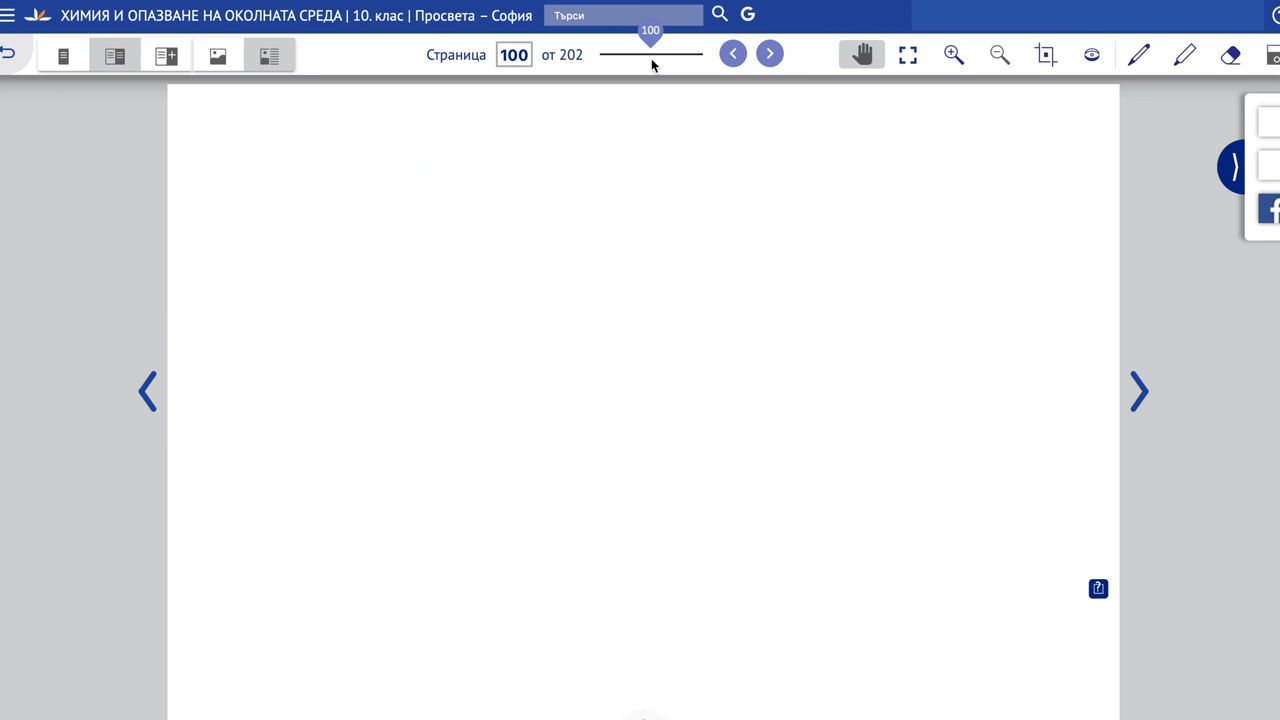 ХИМИЯ И ОПАЗВАНЕ НА ОКОЛНАТА СРЕДА | 10. клас | Просвета – София
Търси
G
100
Страница 100 от 202
?
f